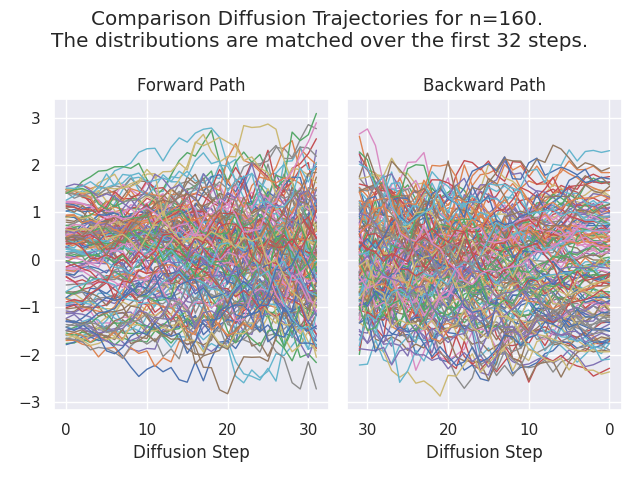 Comparison Diffusion Trajectories for n=160.
The distributions are matched over the first 32 steps.
Forward Path
Backward Path
3
2
1
0
−1
−2
−3
0 10 20 30
30 20 10 0
Diffusion Step
Diffusion Step